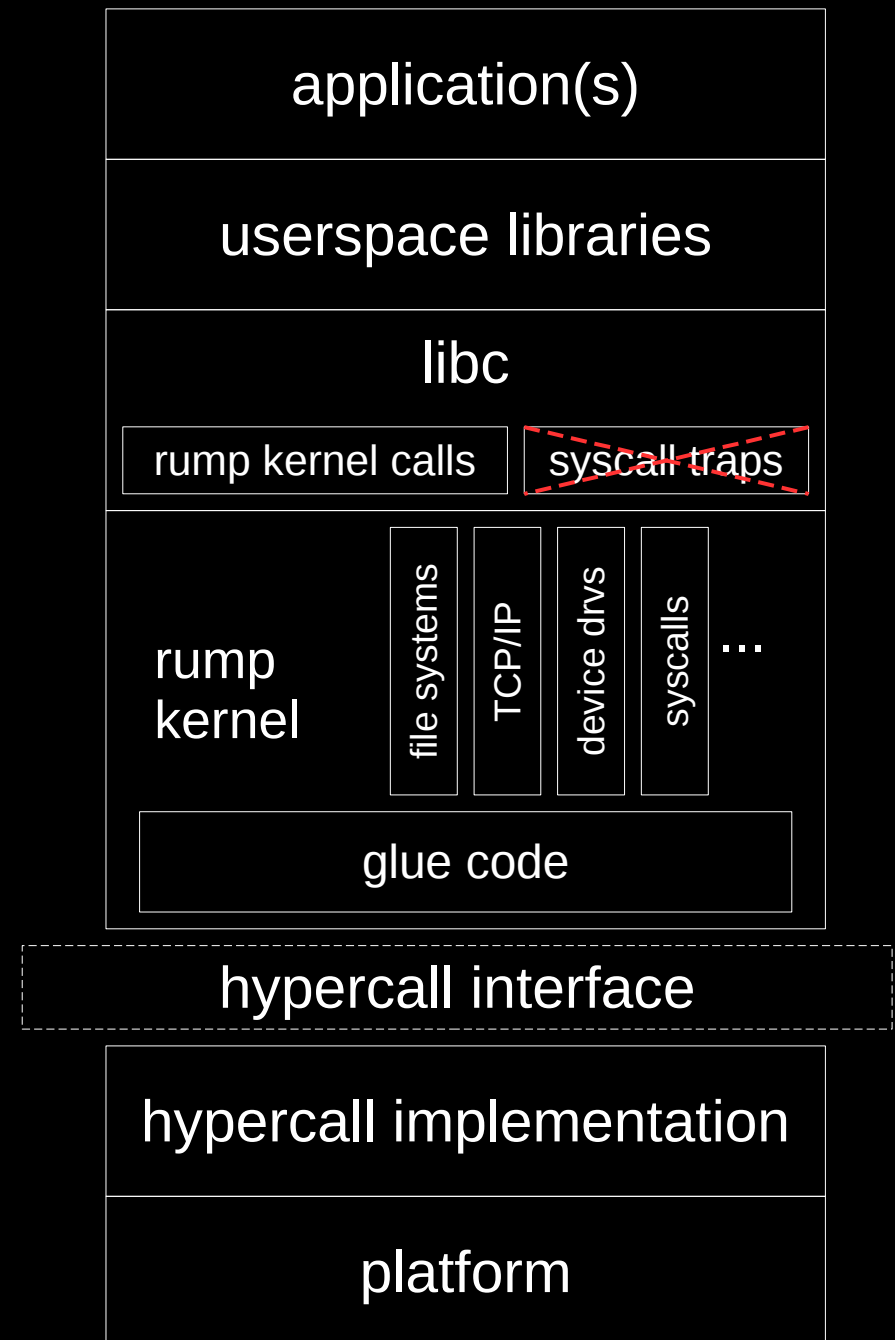 application(s)
userspace libraries
libc
rump kernel calls
syscall traps
rump
kernel
file systems
TCP/IP
device drvs
syscalls
...
glue code
hypercall interface
hypercall implementation
platform